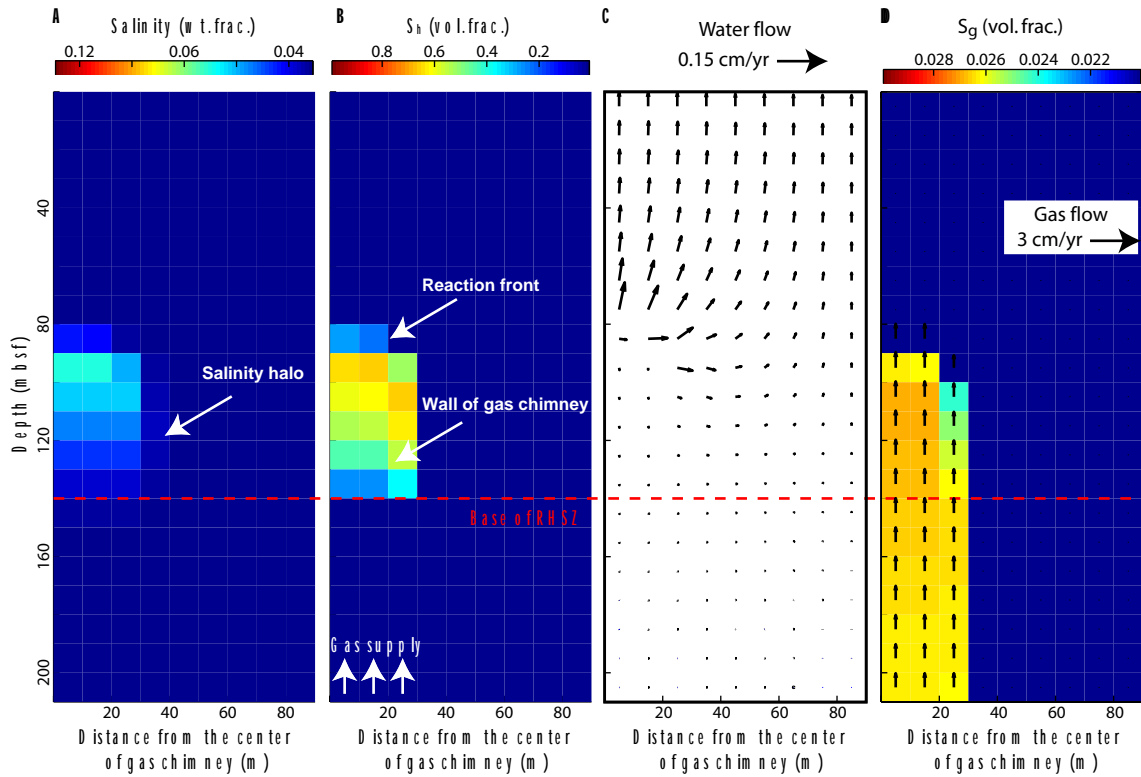 A
Salinity (wt.frac.)
0.12
0.06
0.04
B
Sₕ (vol.frac.)
0.8
0.6
0.4
0.2
C
Water flow
0.15 cm/yr
D
Sg (vol.frac.)
0.028
0.026
0.024
0.022
Gas flow
3 cm/yr
Reaction front
Salinity halo
Wall of gas chimney
Base of RHSZ
Gas supply
Depth (mbsf)
40
80
120
160
200
20
40
60
80
Distance from the center
of gas chimney (m)
20
40
60
80
Distance from the center
of gas chimney (m)
20
40
60
80
Distance from the center
of gas chimney (m)
20
40
60
80
Distance from the center
of gas chimney (m)